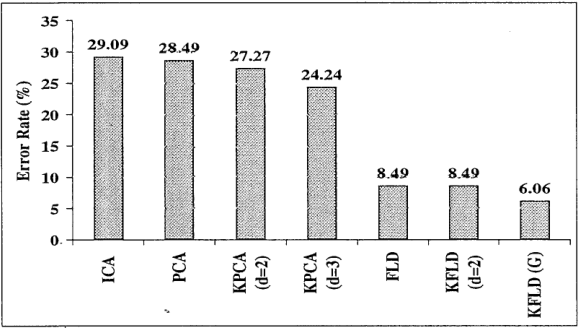 35
30
25
20
15
10
5
0
Error Rate (%)
29.09
28.49
27.27
24.24
8.49
8.49
6.06
ICA
PCA
KPCA
(d=2)
KPCA
(d=3)
FLD
KFLD
(d=2)
KFLD (G)